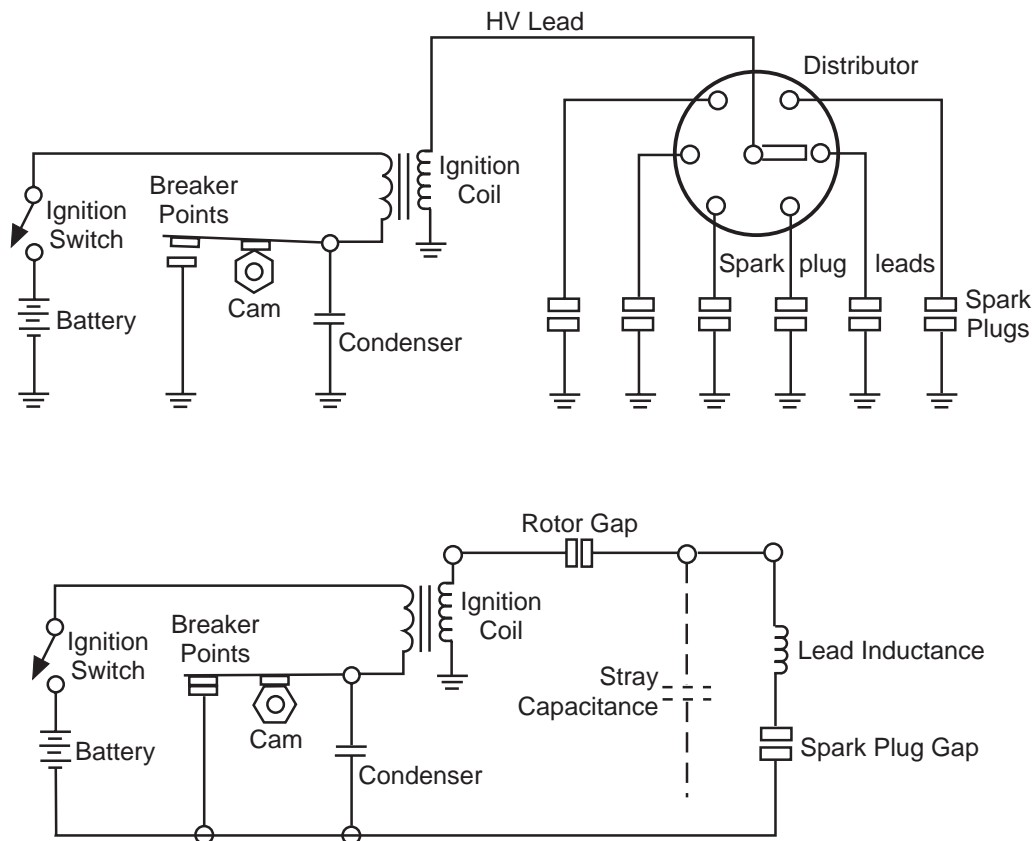 HV Lead
Distributor
Ignition
Coil
Breaker
Points
Ignition
Switch
Spark plug leads
Cam
Spark
Plugs
Battery
Condenser
Rotor Gap
Ignition
Coil
Breaker
Points
Ignition
Switch
Lead Inductance
Stray
Capacitance
Cam
Battery
Condenser
Spark Plug Gap